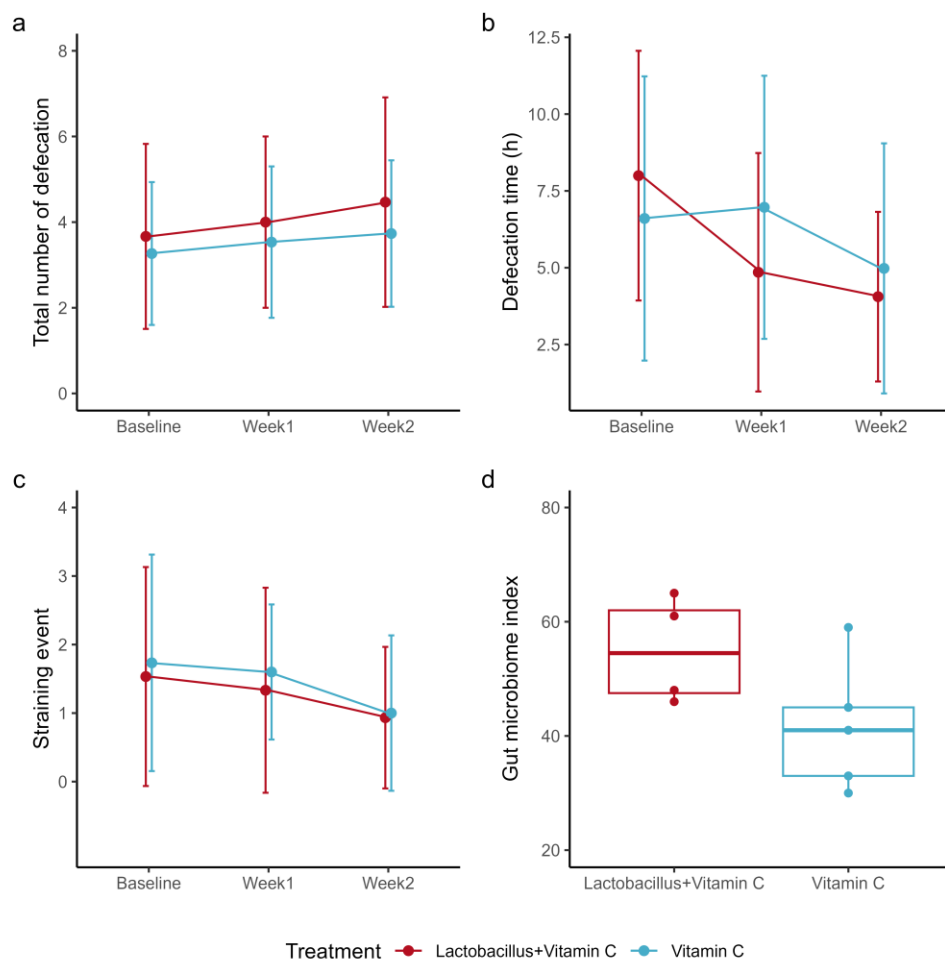 a
Total number of defecation
8
6
4
2
0
Baseline Week1 Week2
b
Defecation time (h)
12.5
10.0
7.5
5.0
2.5
Baseline Week1 Week2
c
Straining event
4
3
2
1
0
Baseline Week1 Week2
d
Gut microbiome index
80
60
40
20
Lactobacillus+Vitamin C Vitamin C
Treatment Lactobacillus+Vitamin C Vitamin C